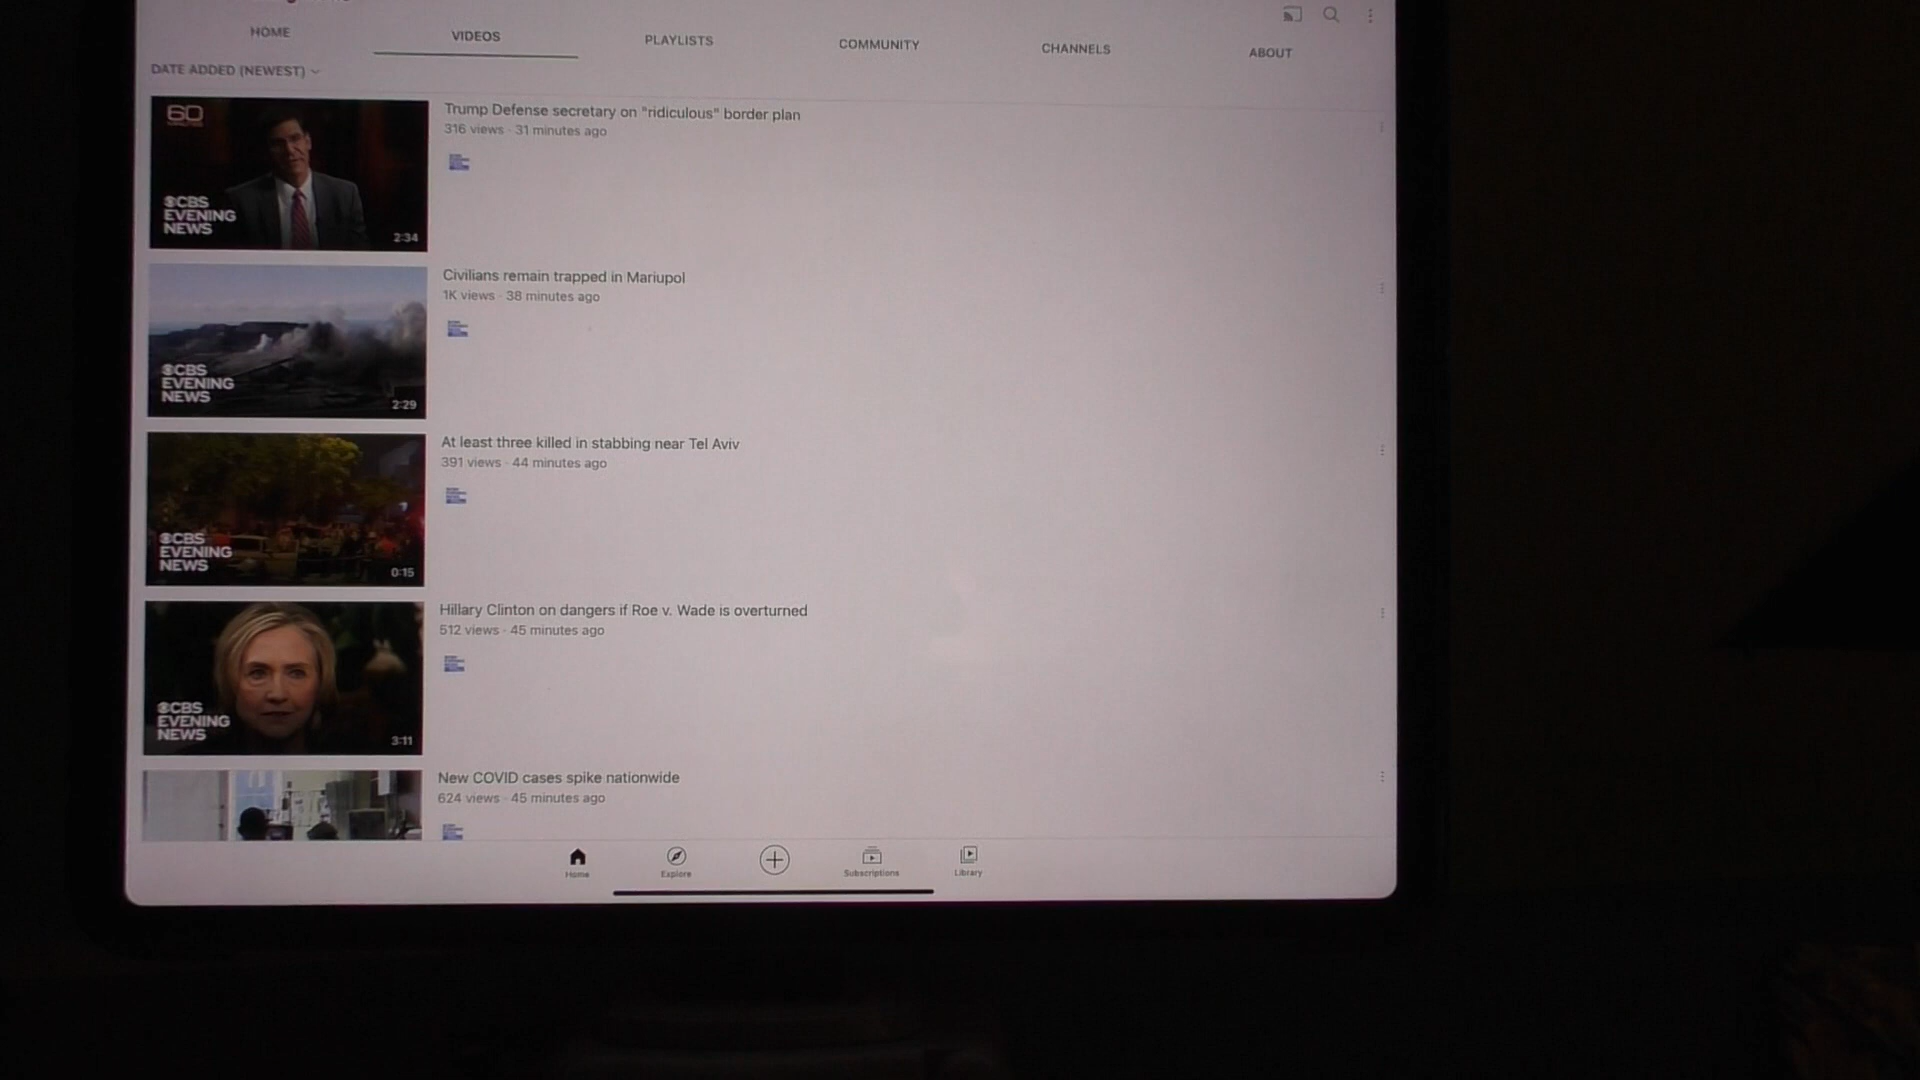 HOME
VIDEOS
PLAYLISTS
COMMUNITY
CHANNELS
ABOUT
DATE ADDED (NEWEST)
60
MINUTES
CBS
EVENING
NEWS
2:34
Trump Defense secretary on "ridiculous" border plan
316 views · 31 minutes ago
CBS
EVENING
NEWS
2:29
Civilians remain trapped in Mariupol
1K views · 38 minutes ago
CBS
EVENING
NEWS
0:15
At least three killed in stabbing near Tel Aviv
391 views · 44 minutes ago
CBS
EVENING
NEWS
3:11
Hillary Clinton on dangers if Roe v. Wade is overturned
512 views · 45 minutes ago
New COVID cases spike nationwide
624 views · 45 minutes ago
Home
Explore
Subscriptions
Library